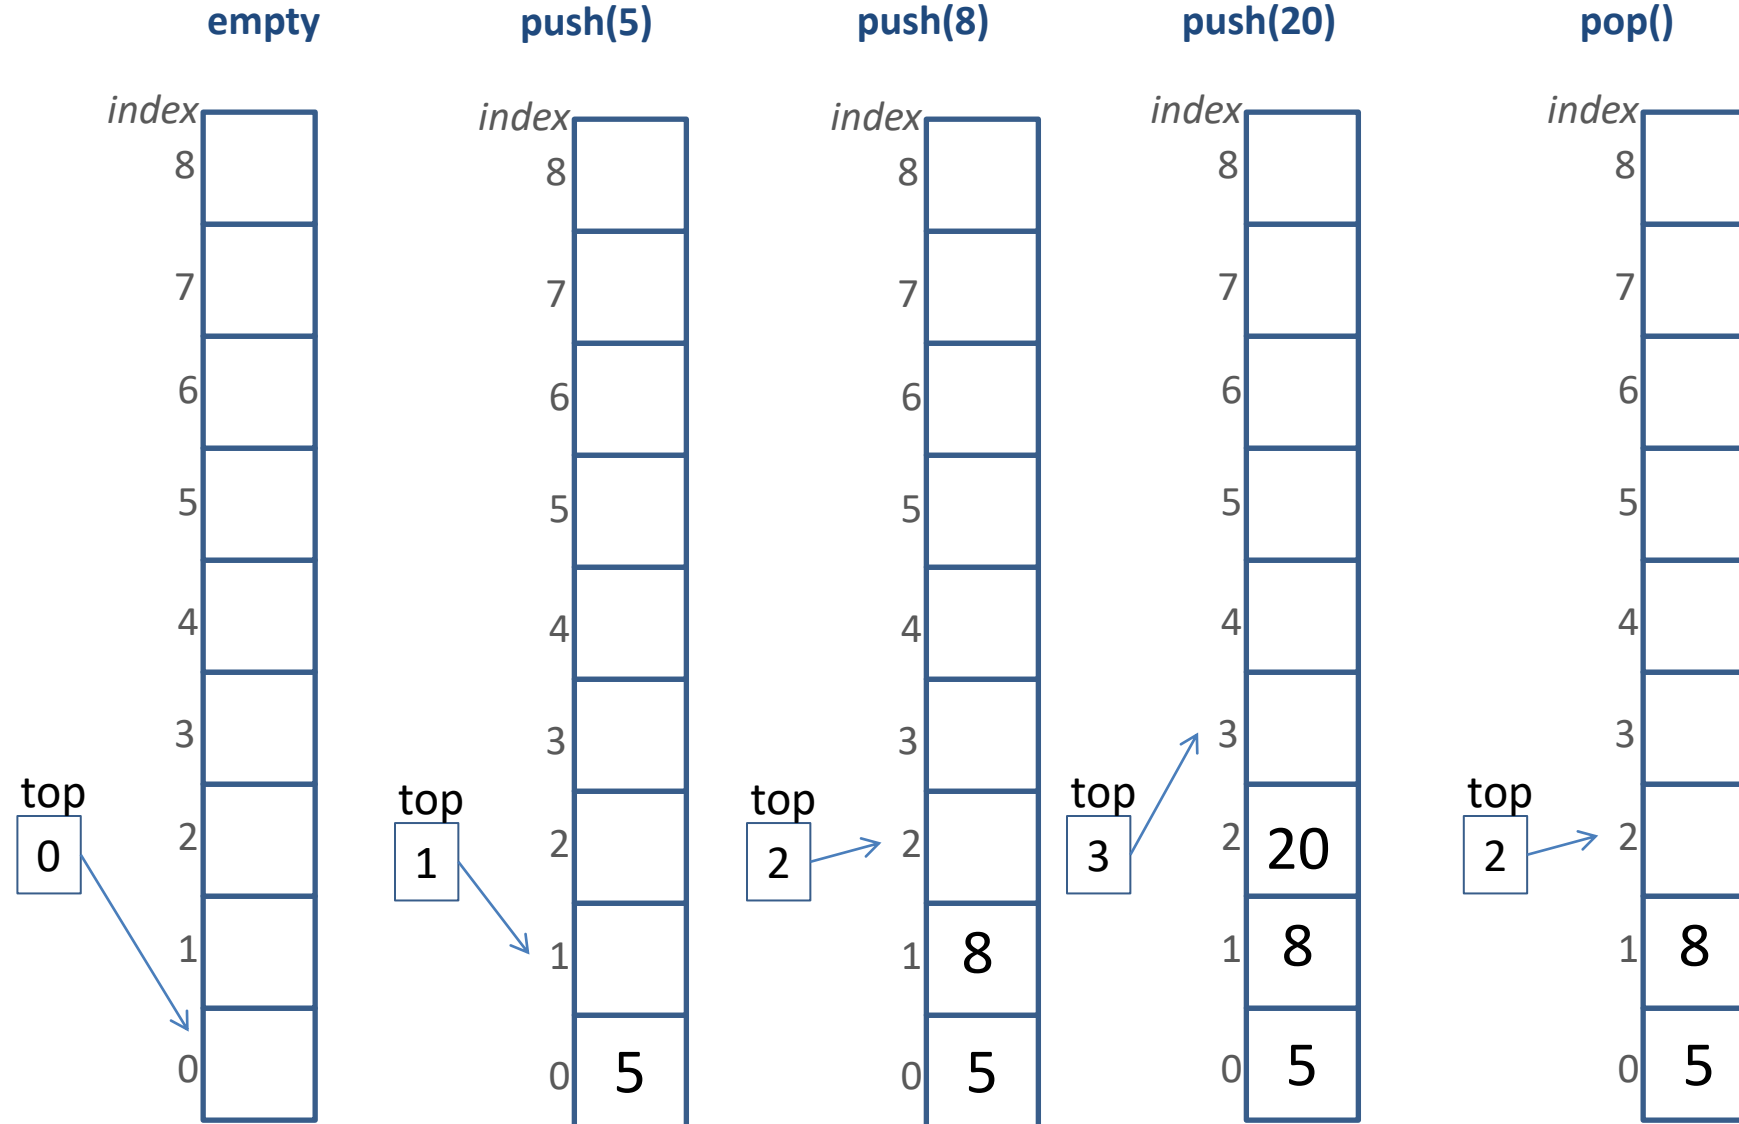 empty push(5) push(8) push(20) pop()
index index index index index
8 8 8 8 8
7 7 7 7 7
6 6 6 6 6
5 5 5 5 5
4 4 4 4 4
3 3 3 3 3
top top top top top
0 2 1 2 2 2 3 2 20 2 2
1 1 1 8 1 8 1 8
0 0 5 0 5 0 5 0 5